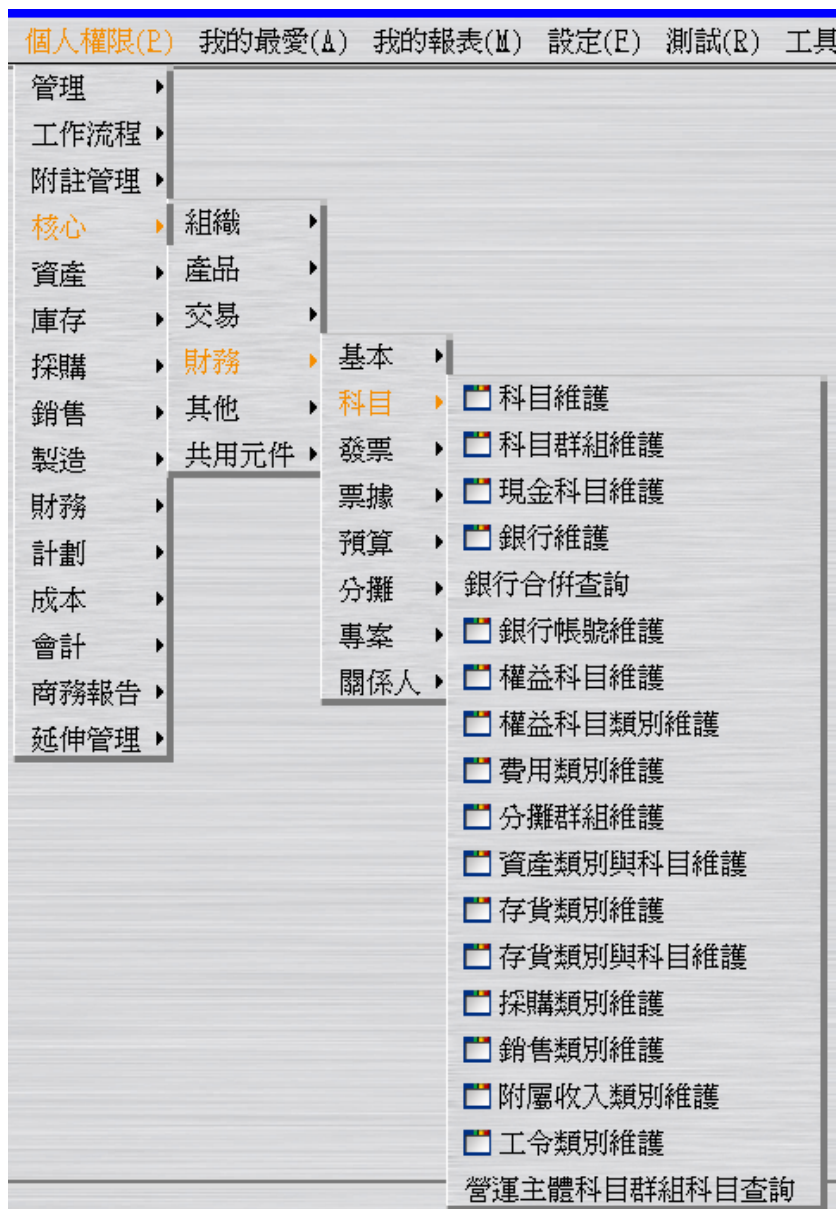 個人權限(P) 我的最愛(A) 我的報表(M) 設定(E) 測試(R) 工具
管理
工作流程
附註管理
核心
資產
庫存
採購
銷售
製造
財務
計劃
成本
會計
商務報告
延伸管理
組織
產品
交易
財務
其他
共用元件
基本
科目
發票
票據
預算
分攤
專案
關係人
科目維護
科目群組維護
現金科目維護
銀行維護
銀行合併查詢
銀行帳號維護
權益科目維護
權益科目類別維護
費用類別維護
分攤群組維護
資產類別與科目維護
存貨類別維護
存貨類別與科目維護
採購類別維護
銷售類別維護
附屬收入類別維護
工令類別維護
營運主體科目群組科目查詢